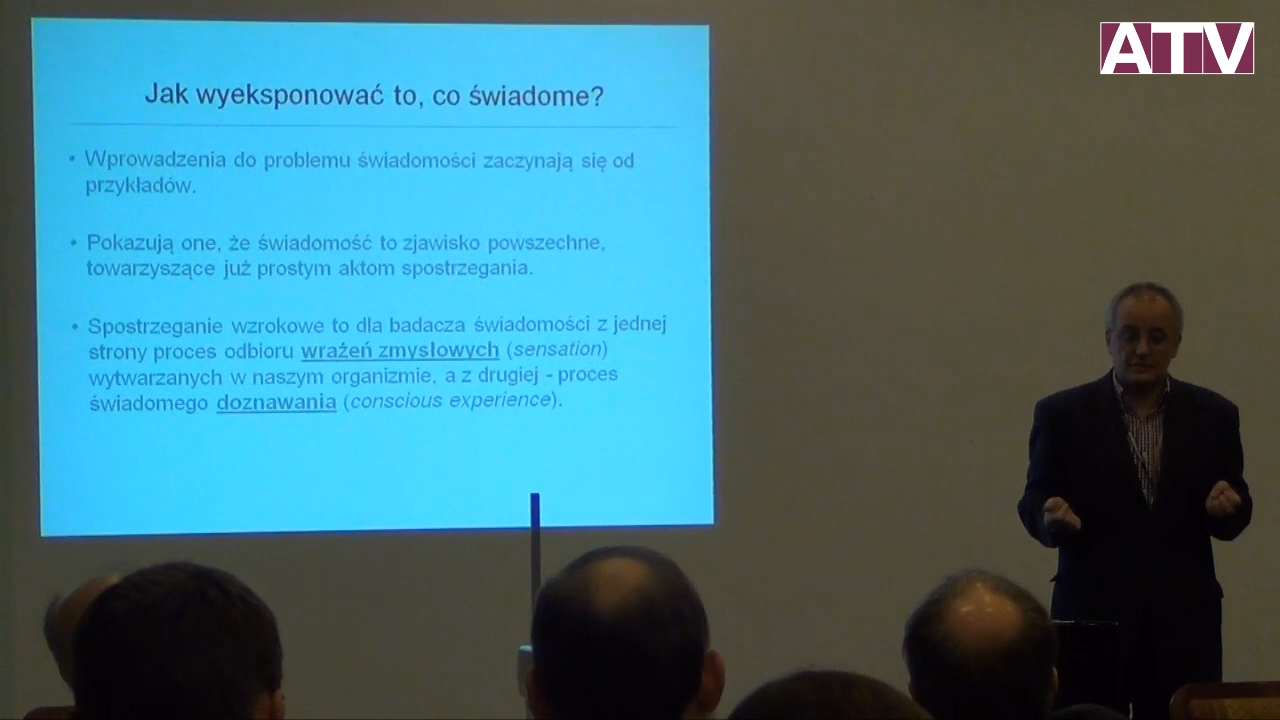 ATV
Jak wyeksponować to, co świadome?
• Wprowadzenia do problemu świadomości zaczynają się od
przykładów.
• Pokazują one, że świadomość to zjawisko powszechne,
towarzyszące już prostym aktom spostrzegania.
• Spostrzeganie wzrokowe to dla badacza świadomości z jednej
strony proces odbioru wrażeń zmysłowych (sensation)
wytwarzanych w naszym organizmie, a z drugiej - proces
świadomego doznawania (conscious experience).